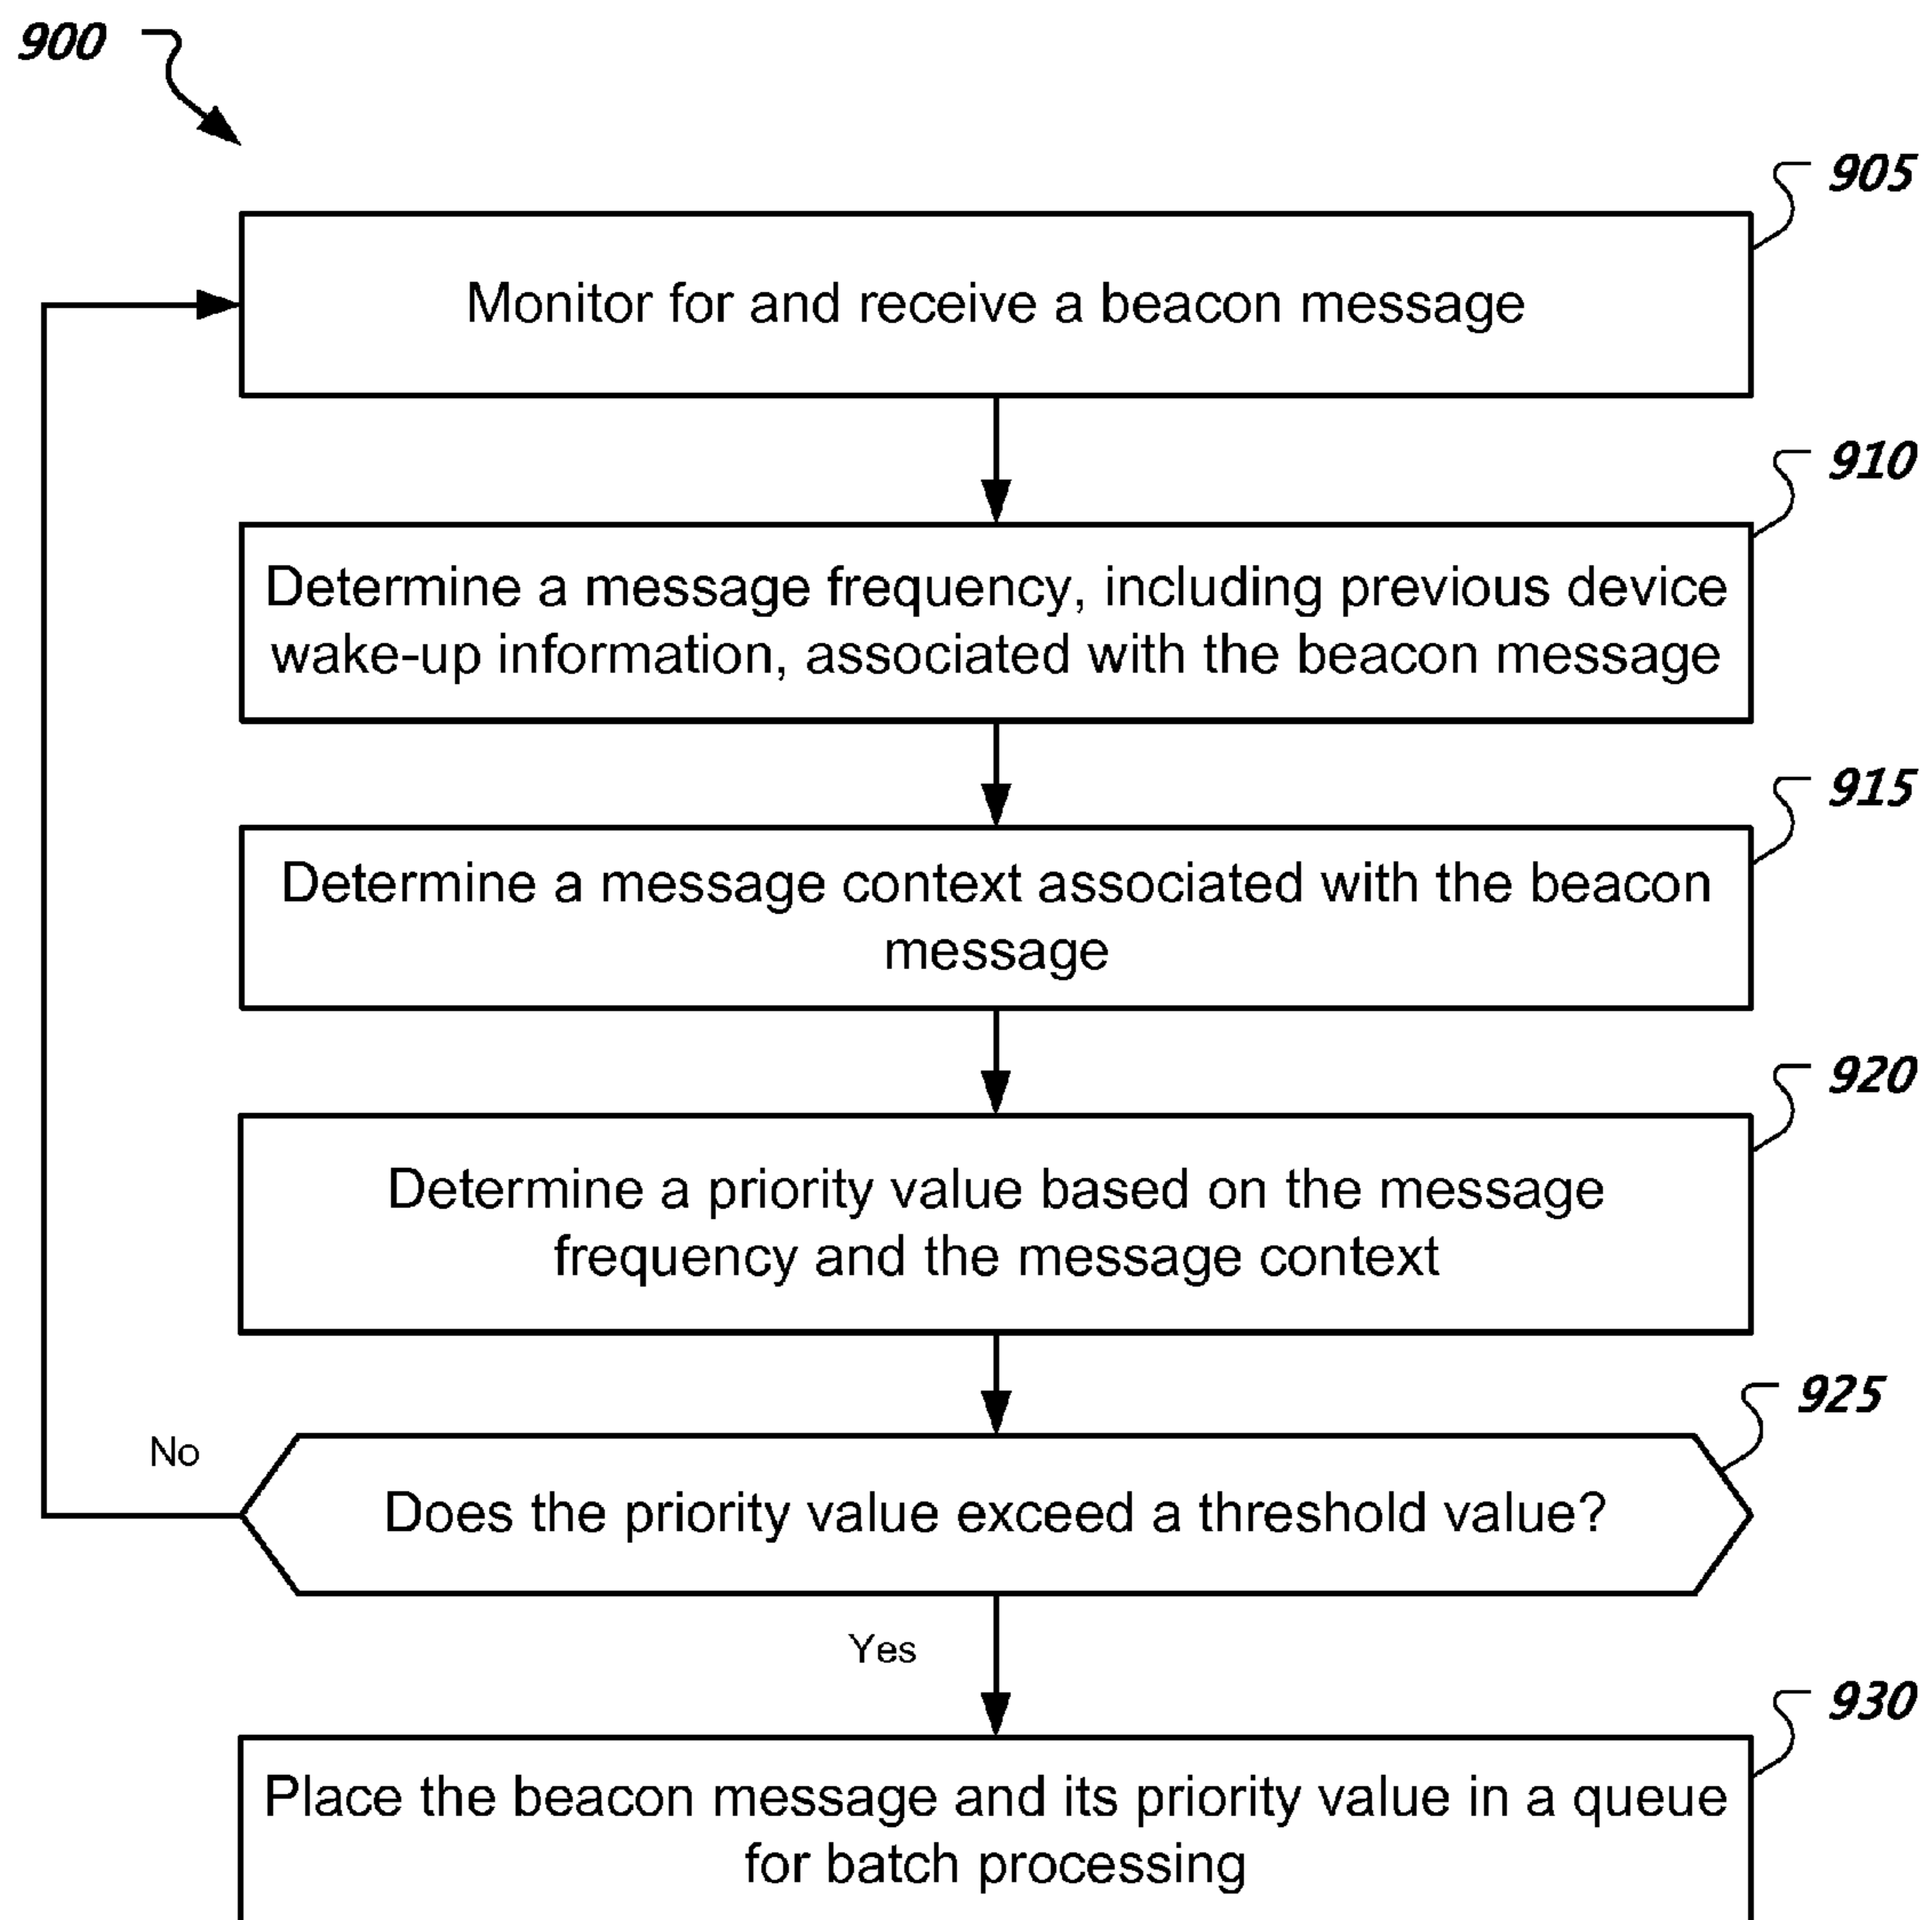 900
905
Monitor for and receive a beacon message
910
Determine a message frequency, including previous device
wake-up information, associated with the beacon message
915
Determine a message context associated with the beacon
message
920
Determine a priority value based on the message
frequency and the message context
925
No
Does the priority value exceed a threshold value?
Yes
930
Place the beacon message and its priority value in a queue
for batch processing